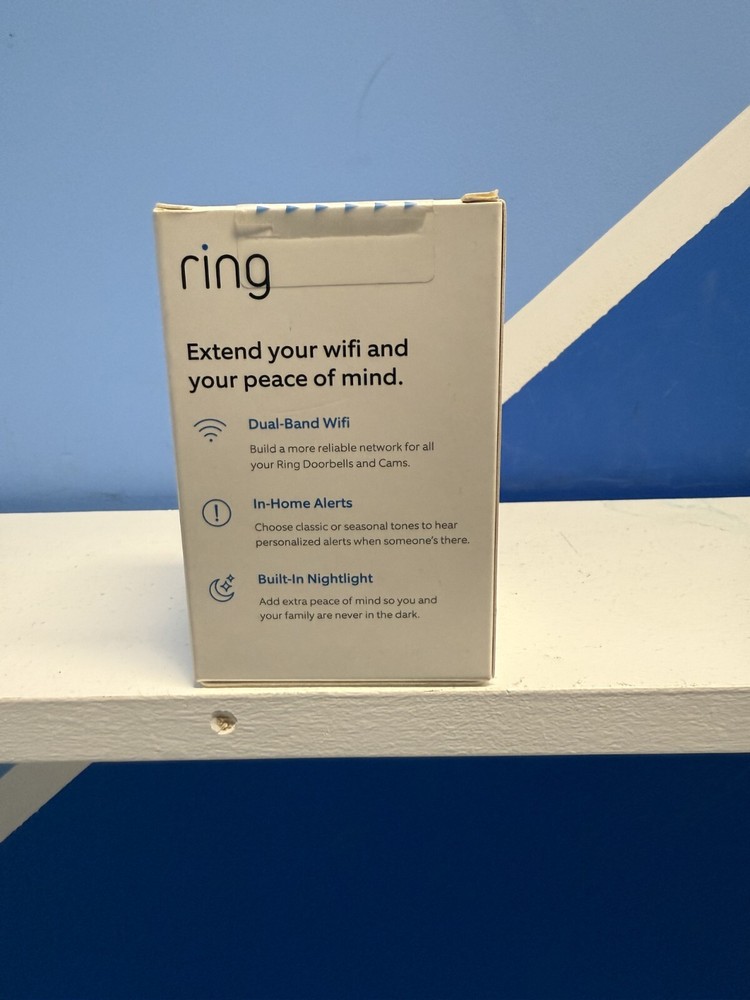 ring
Extend your wifi and
your peace of mind.
Dual-Band Wifi
Build a more reliable network for all
your Ring Doorbells and Cams.
In-Home Alerts
Choose classic or seasonal tones to hear
personalized alerts when someone's there.
Built-In Nightlight
Add extra peace of mind so you and
your family are never in the dark.